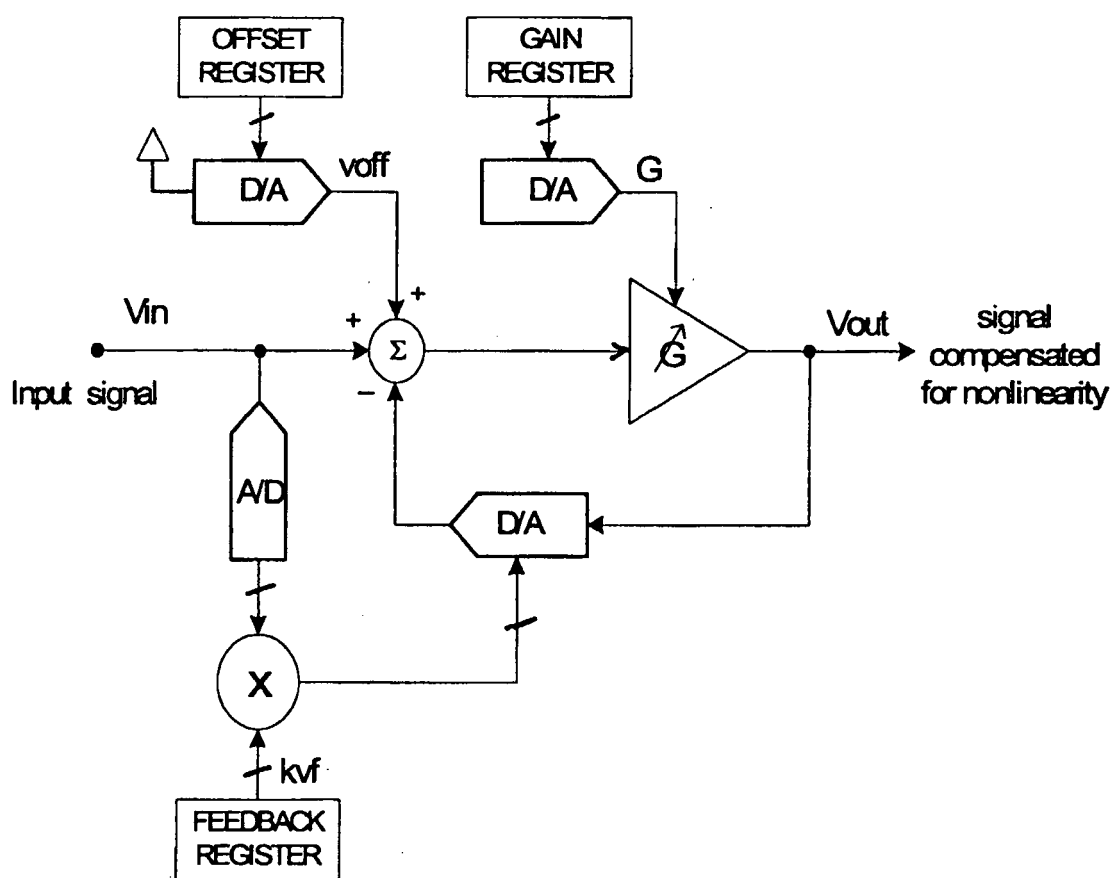 OFFSET
REGISTER
GAIN
REGISTER
D/A
voff
D/A
G
Vin
+
+
Σ
−
G
Vout
signal
compensated
for nonlinearity
Input signal
A/D
D/A
X
kvf
FEEDBACK
REGISTER